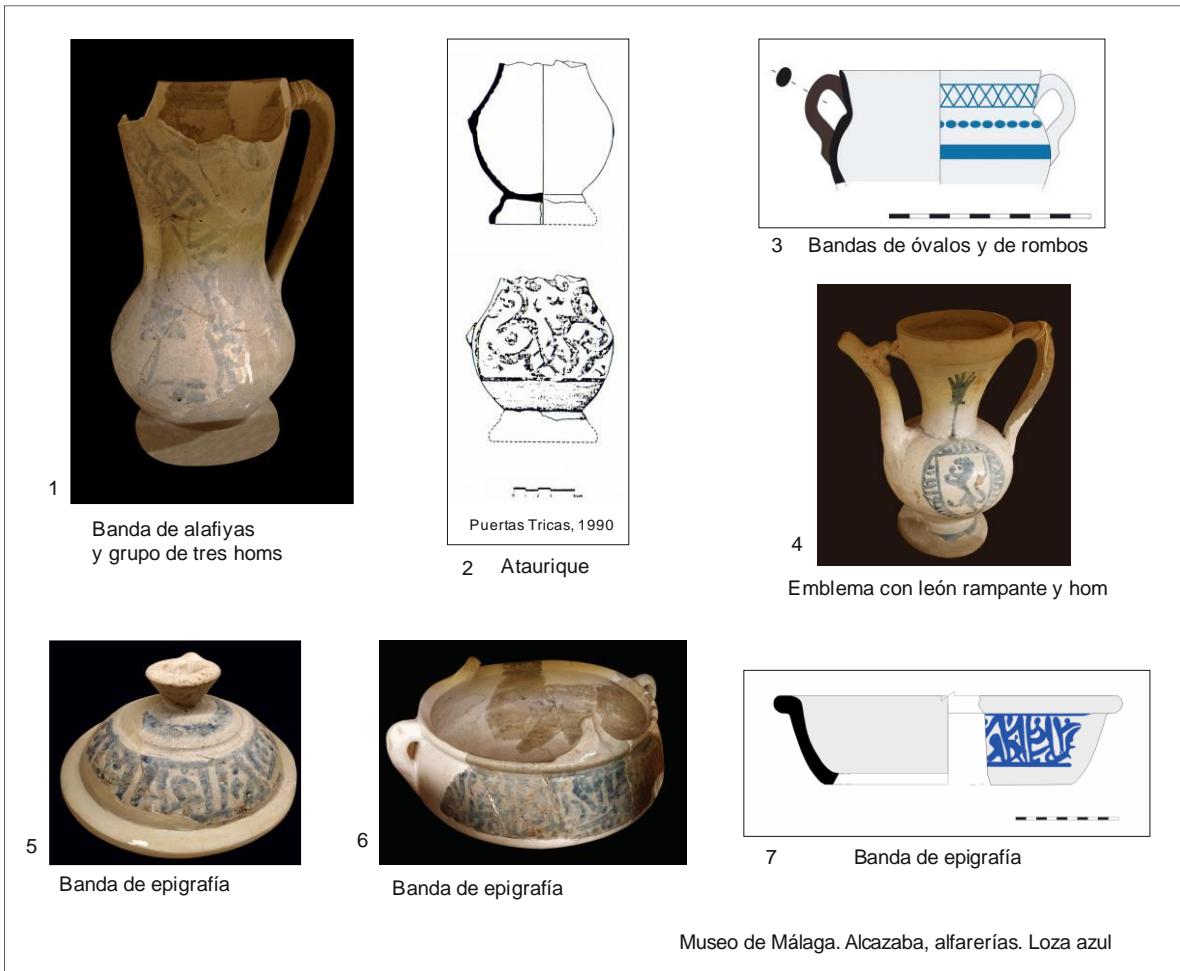 1
Banda de alafiyas
y grupo de tres homs
Puertas Tricas, 1990
2 Ataurique
3 Bandas de óvalos y de rombos
4
Emblema con león rampante y hom
5
Banda de epigrafía
6
Banda de epigrafía
7 Banda de epigrafía
Museo de Málaga. Alcazaba, alfarerías. Loza azul